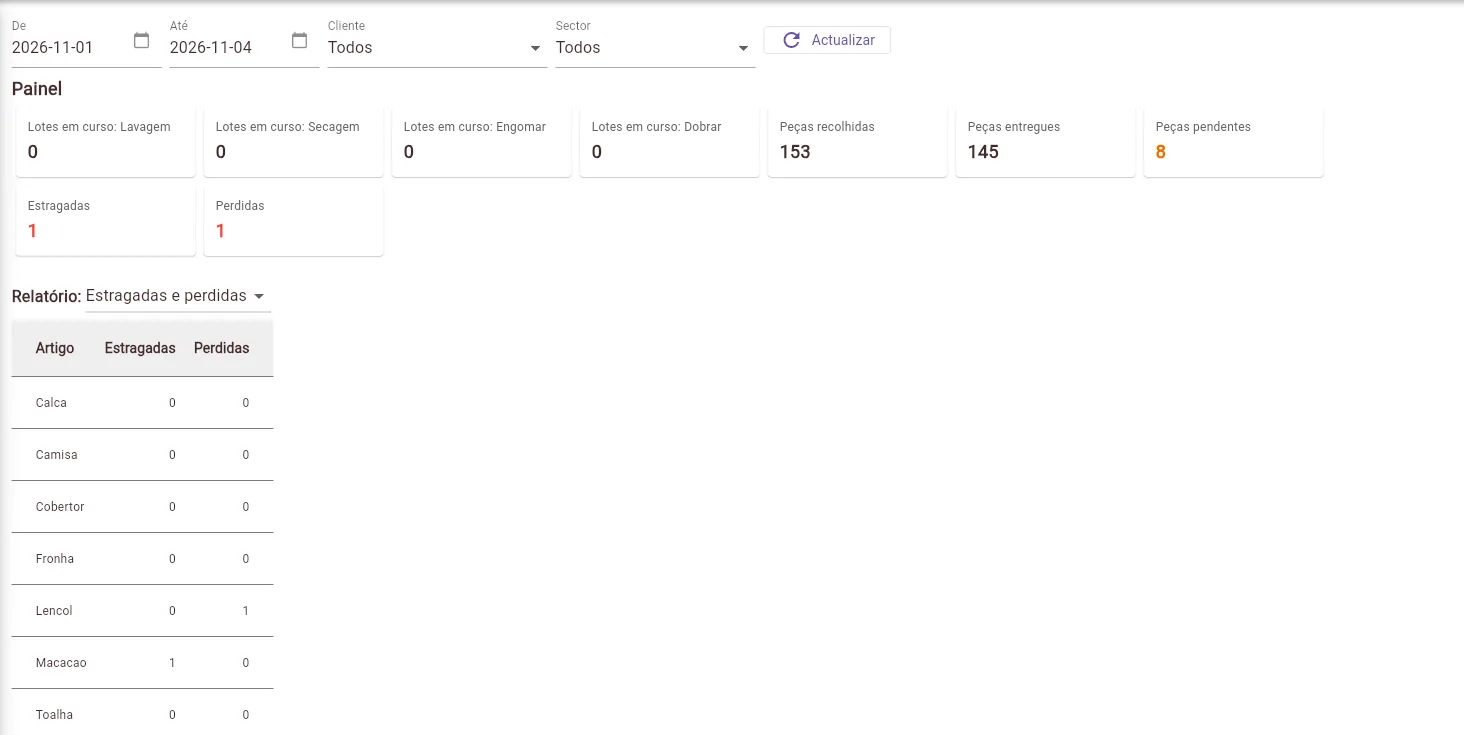 De Até Cliente Sector
2026-11-01 2026-11-04 Todos Todos Actualizar
Painel
Lotes em curso: Lavagem Lotes em curso: Secagem Lotes em curso: Engomar Lotes em curso: Dobrar Peças recolhidas Peças entregues Peças pendentes
0 0 0 0 153 145 8
Estragadas Perdidas
1 1
Relatório: Estragadas e perdidas
Artigo Estragadas Perdidas
Calca 0 0
Camisa 0 0
Cobertor 0 0
Fronha 0 0
Lencol 0 1
Macacao 1 0
Toalha 0 0